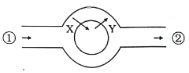 ① X Y ②